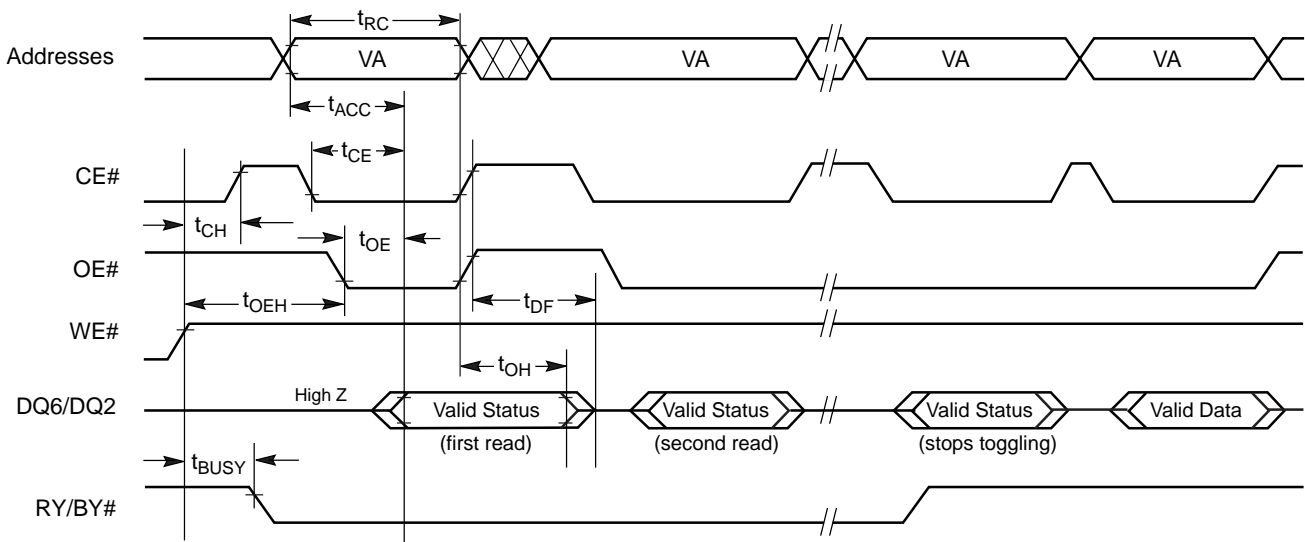 tRC
Addresses VA VA VA VA
tACC
tCE
CE#
tCH tOE
OE#
tOEH tDF
WE#
tOH
High Z
DQ6/DQ2 Valid Status Valid Status Valid Status Valid Data
(first read) (second read) (stops toggling)
tBUSY
RY/BY#